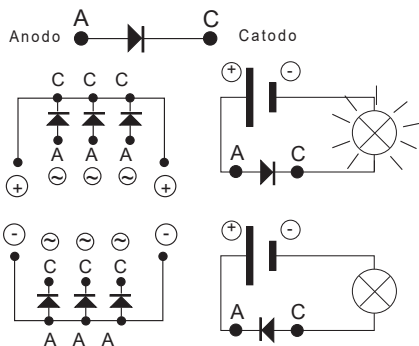 A C
Anodo Catodo
C C C
A A A
~ ~ ~
+ +
+ -
A C
- ~ ~ ~ -
C C C
A A A
+ -
A C